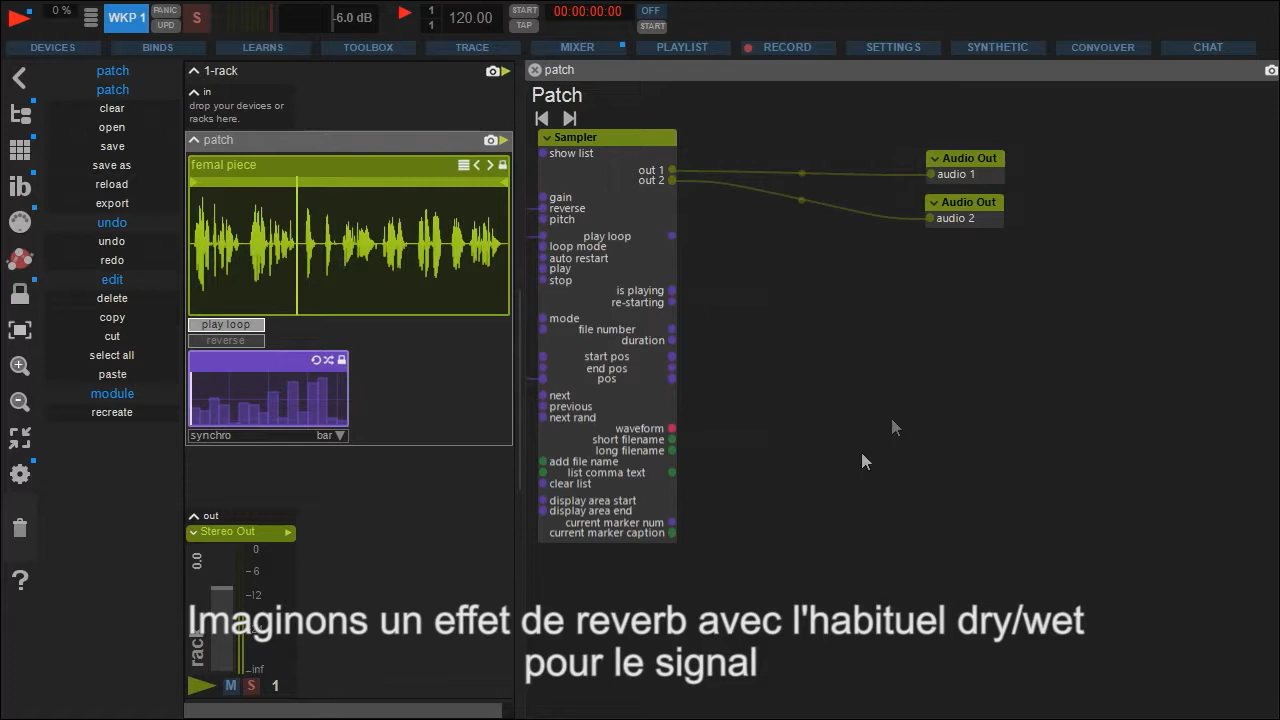 0 %
WKP 1
PANIC
UPD
S
-6.0 dB
1
1
120.00
START
TAP
00:00:00:00
OFF
START
DEVICES
BINDS
LEARNS
TOOLBOX
TRACE
MIXER
PLAYLIST
RECORD
SETTINGS
SYNTHETIC
CONVOLVER
CHAT
patch
patch
clear
open
save
save as
reload
export
undo
undo
redo
edit
delete
copy
cut
select all
paste
module
recreate
ib
?
1-rack
in
drop your devices or
racks here.
patch
femal piece
play loop
reverse
synchro
bar
out
Stereo Out
0.0
rack
0
-6
-12
-inf
M
S
1
patch
Patch
Sampler
show list
out 1
out 2
gain
reverse
pitch
play loop
loop mode
auto restart
play
stop
is playing
re-starting
mode
file number
duration
start pos
end pos
pos
next
previous
next rand
waveform
short filename
long filename
add file name
list comma text
clear list
display area start
display area end
current marker num
current marker caption
Audio Out
audio 1
Audio Out
audio 2
Imaginons un effet de reverb avec l'habituel dry/wet
pour le signal